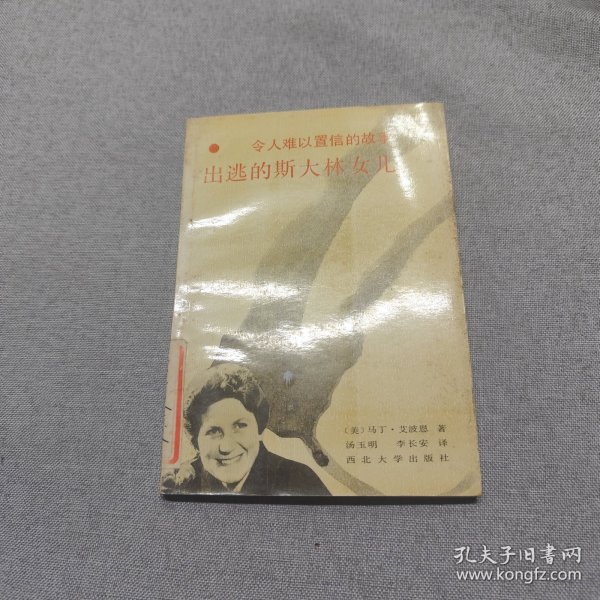 令人难以置信的故事
出逃的斯大林女儿
〔美〕马丁·艾波恩 著
汤玉明 李长安 译
西北大学出版社
孔夫子旧书网
www.kongfz.com